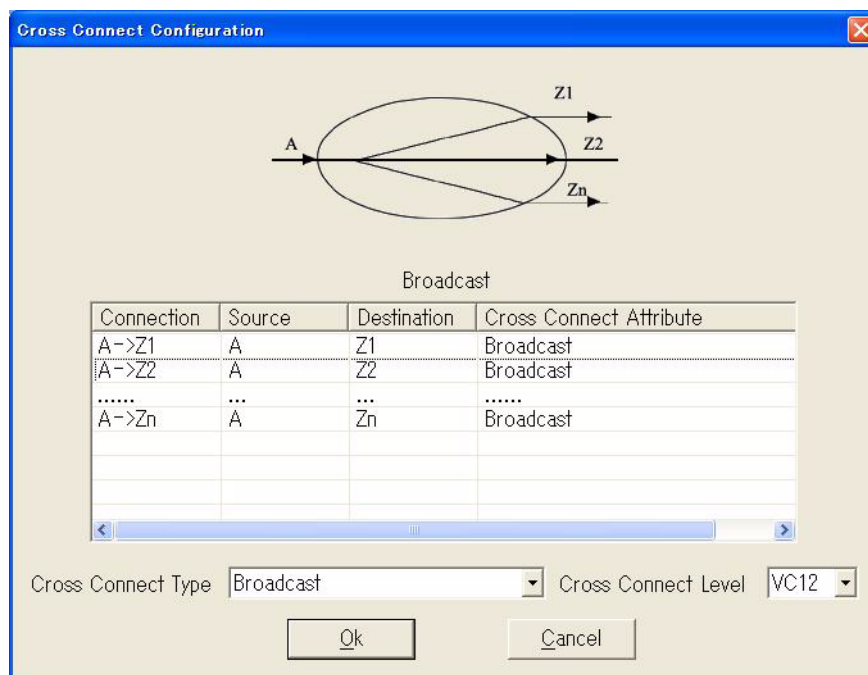 Cross Connect Configuration
Z1
A
Z2
Zn
Broadcast
Connection Source Destination Cross Connect Attribute
A->Z1 A Z1 Broadcast
A->Z2 A Z2 Broadcast
...... ... ... ......
A->Zn A Zn Broadcast
Cross Connect Type Broadcast Cross Connect Level VC12
Ok Cancel